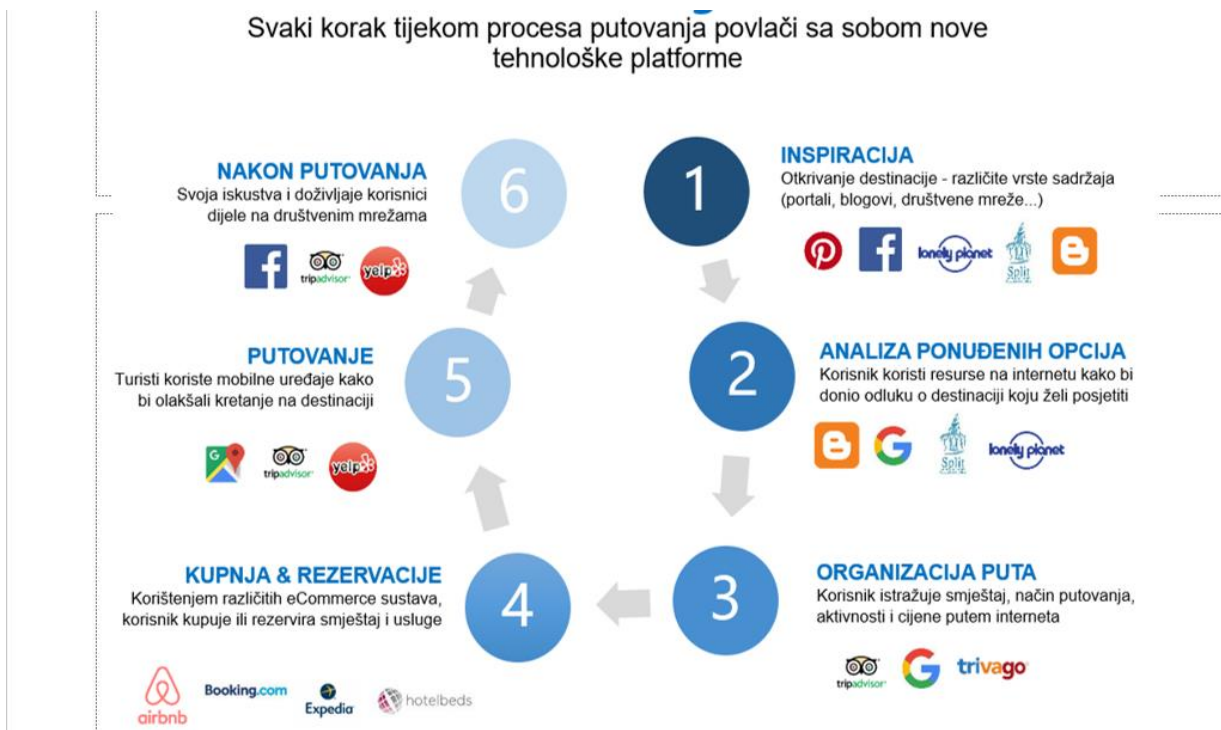 Svaki korak tijekom procesa putovanja povlači sa sobom nove
tehnološke platforme
1
INSPIRACIJA
Otkrivanje destinacije - različite vrste sadržaja
(portali, blogovi, društvene mreže...)
lonely planet
Split
2
ANALIZA PONUĐENIH OPCIJA
Korisnik koristi resurse na internetu kako bi
donio odluku o destinaciji koju želi posjetiti
G
Split
lonely planet
3
ORGANIZACIJA PUTA
Korisnik istražuje smještaj, način putovanja,
aktivnosti i cijene putem interneta
tripadvisor
G
trivago
4
KUPNJA & REZERVACIJE
Korištenjem različitih eCommerce sustava,
korisnik kupuje ili rezervira smještaj i usluge
airbnb
Booking.com
Expedia
hotelbeds
5
PUTOVANJE
Turisti koriste mobilne uređaje kako
bi olakšali kretanje na destinaciji
G
tripadvisor
yelp
6
NAKON PUTOVANJA
Svoja iskustva i doživljaje korisnici
dijele na društvenim mrežama
f
tripadvisor
yelp